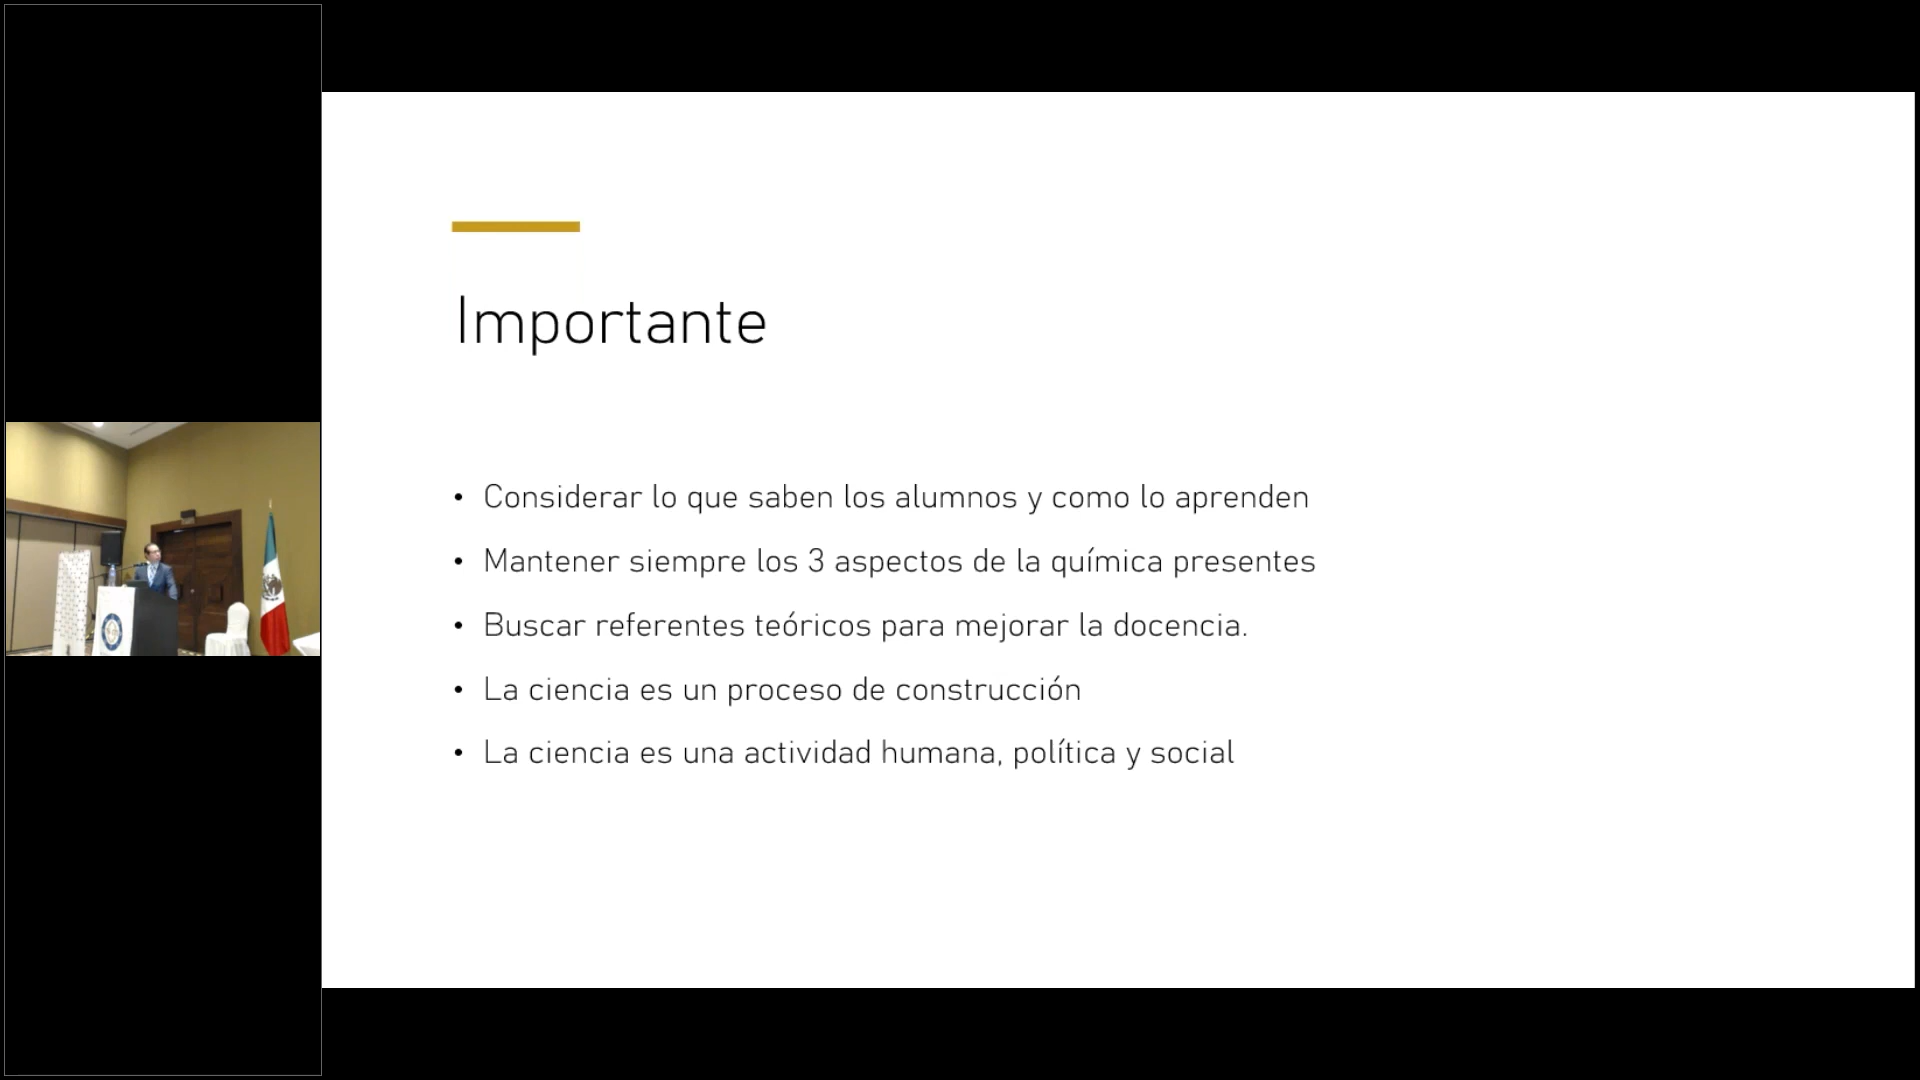 Importante
• Considerar lo que saben los alumnos y como lo aprenden
• Mantener siempre los 3 aspectos de la química presentes
• Buscar referentes teóricos para mejorar la docencia.
• La ciencia es un proceso de construcción
• La ciencia es una actividad humana, política y social